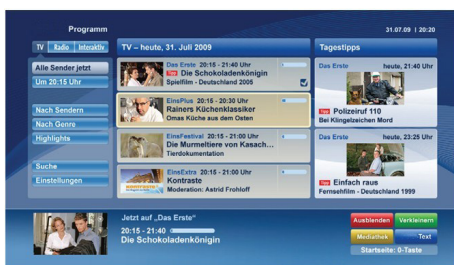 Programm
31.07.09 | 20:20
TV
Radio
Interaktiv
Alle Sender jetzt
Um 20:15 Uhr
Nach Sendern
Nach Genre
Highlights
Suche
Einstellungen
TV – heute, 31. Juli 2009
Das Erste 20:15 - 21:40 Uhr
Tipp Die Schokoladenkönigin
Spielfilm - Deutschland 2005
EinsPlus 20:15 - 20:30 Uhr
Rainers Küchenklassiker
Omas Küche aus dem Osten
EinsFestival 20:15 - 21:00 Uhr
Die Murmeltiere von Kasach...
Tierdokumentation
EinsExtra 20:15 - 21:00 Uhr
Kontraste
Moderation: Astrid Frohloff
Tagestipps
Das Erste heute, 21:40 Uhr
Tipp Polizeiruf 110
Bei Klingelzeichen Mord
Das Erste heute, 23:25 Uhr
Tipp Einfach raus
Fernsehfilm - Deutschland 1999
Jetzt auf „Das Erste“
20:15 - 21:40
Die Schokoladenkönigin
Ausblenden
Verkleinern
Mediathek
Text
Startseite: 0-Taste